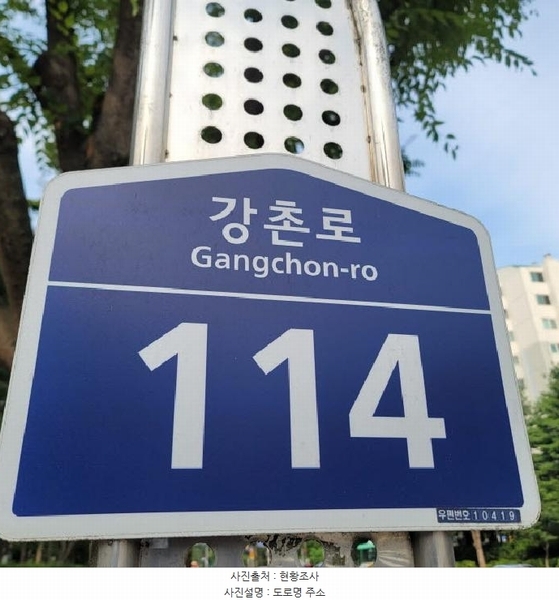 강촌로
Gangchon-ro
114
우편번호 10419
사진출처 : 현황조사
사진설명 : 도로명 주소